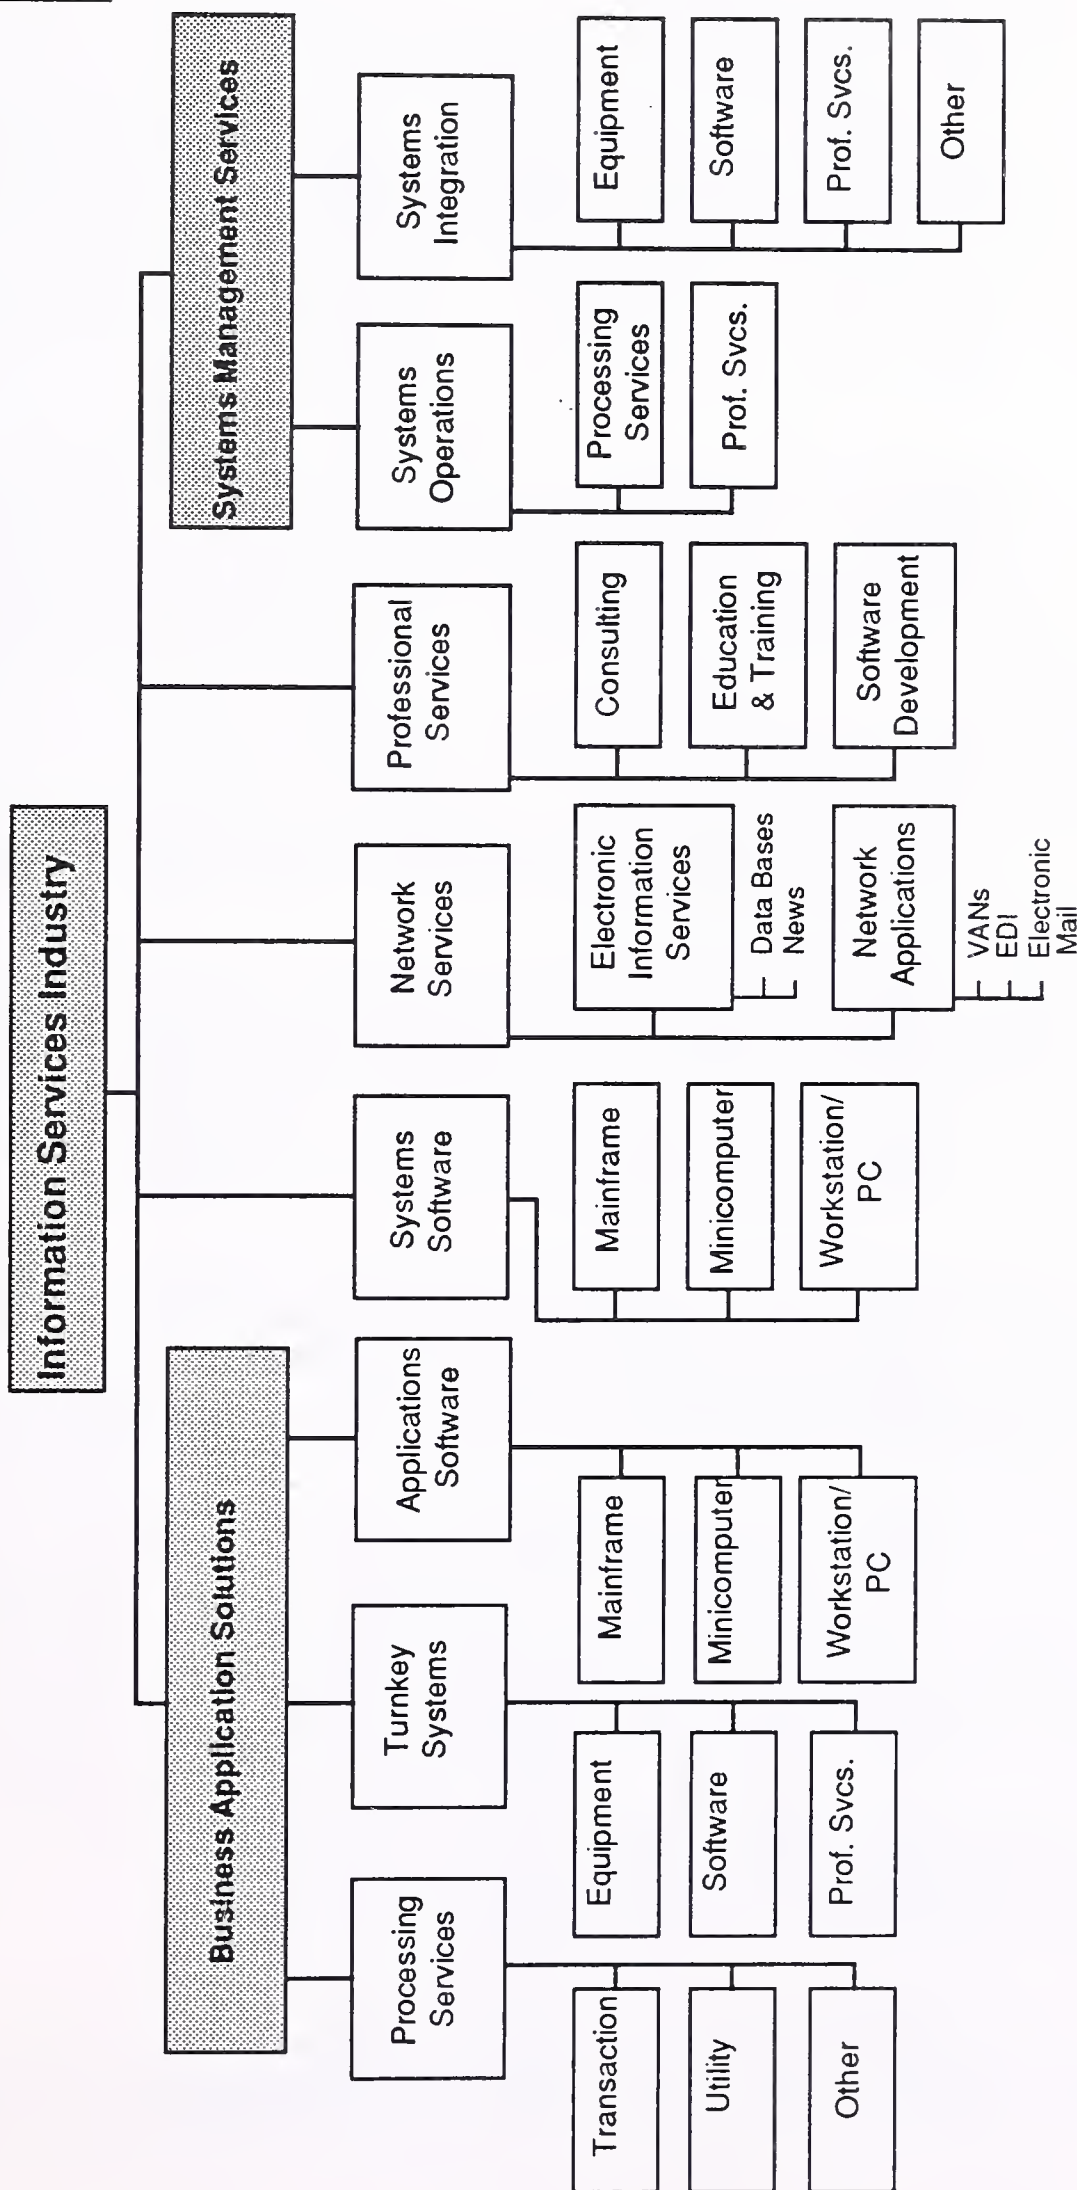 Information Services Industry
Business Application Solutions
Systems Management Services
Processing
Services
Turnkey
Systems
Applications
Software
Systems
Software
Network
Services
Professional
Services
Systems
Operations
Systems
Integration
Transaction
Utility
Other
Equipment
Software
Prof. Svcs.
Mainframe
Minicomputer
Workstation/
PC
Mainframe
Minicomputer
Workstation/
PC
Electronic
Information
Services
Data Bases
News
Network
Applications
VANs
EDI
Electronic
Mail
Consulting
Education
& Training
Software
Development
Processing
Services
Prof. Svcs.
Equipment
Software
Prof. Svcs.
Other